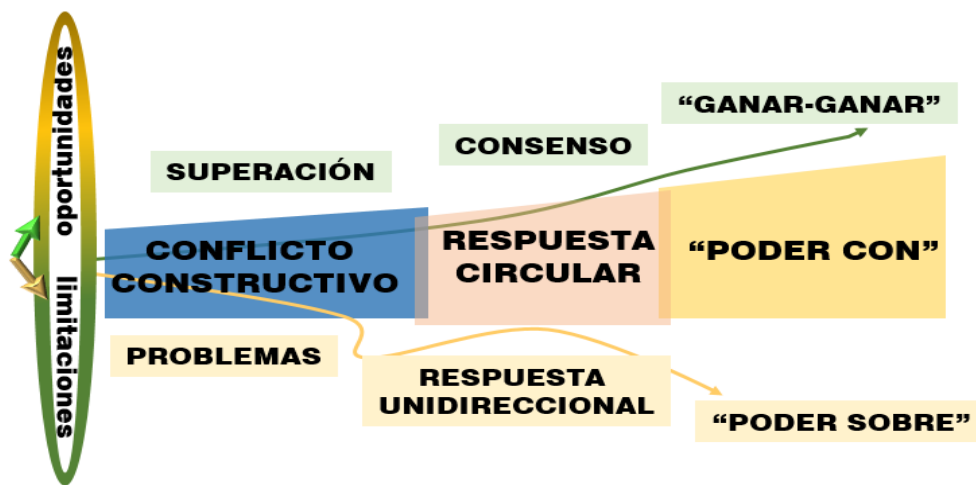 oportunidades
limitaciones
“GANAR-GANAR”
CONSENSO
SUPERACIÓN
CONFLICTO
CONSTRUCTIVO
RESPUESTA
CIRCULAR
“PODER CON”
PROBLEMAS
RESPUESTA
UNIDIRECCIONAL
“PODER SOBRE”